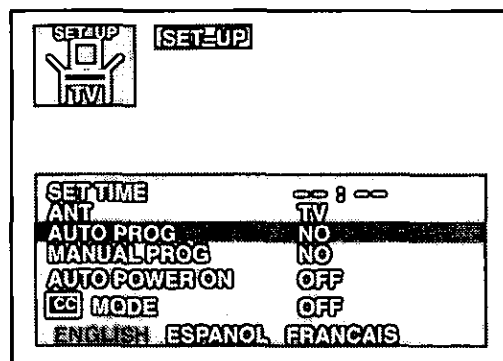 SET-UP [SET-UP]
TV
SET TIME -- : --
ANT TV
AUTO PROG NO
MANUAL PROG NO
AUTO POWER ON OFF
CC MODE OFF
ENGLISH ESPANOL FRANCAIS